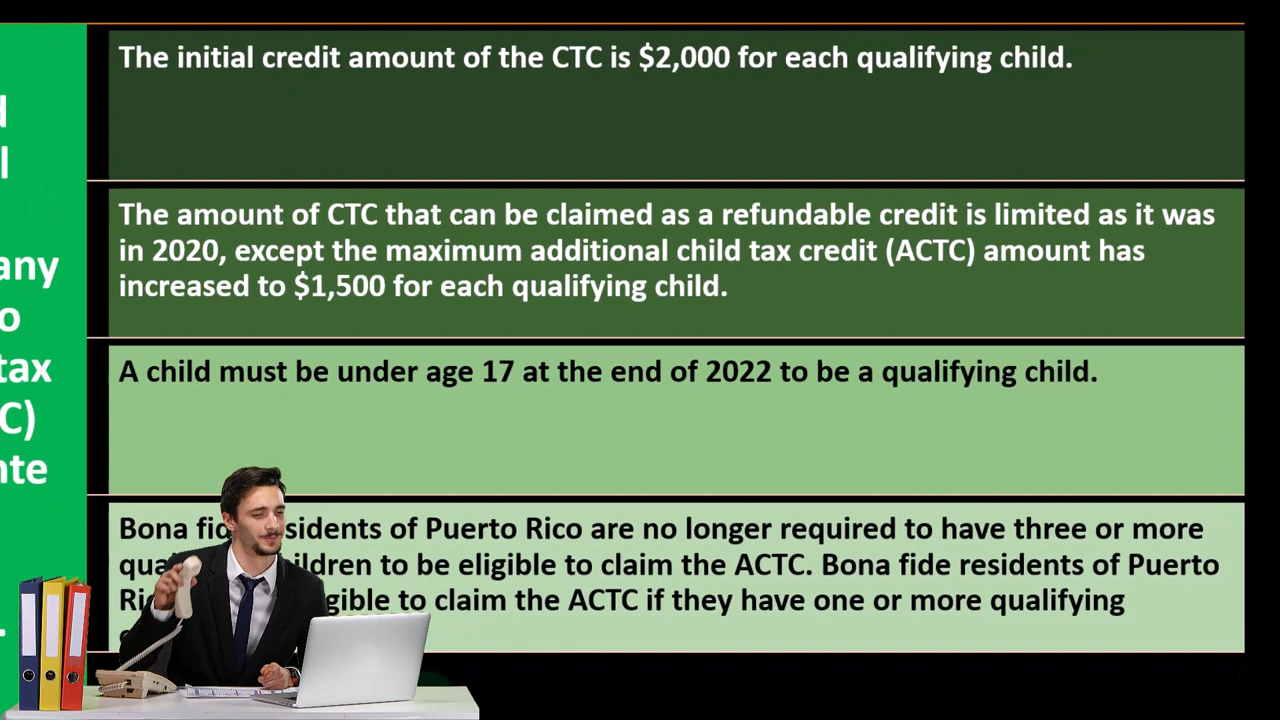 The initial credit amount of the CTC is $2,000 for each qualifying child.
The amount of CTC that can be claimed as a refundable credit is limited as it was
in 2020, except the maximum additional child tax credit (ACTC) amount has
increased to $1,500 for each qualifying child.
A child must be under age 17 at the end of 2022 to be a qualifying child.
Bona residents of Puerto Rico are no longer required to have three or more
to be eligible to claim the ACTC. Bona fide residents of Puerto
to claim the ACTC if they have one or more qualifying
tax